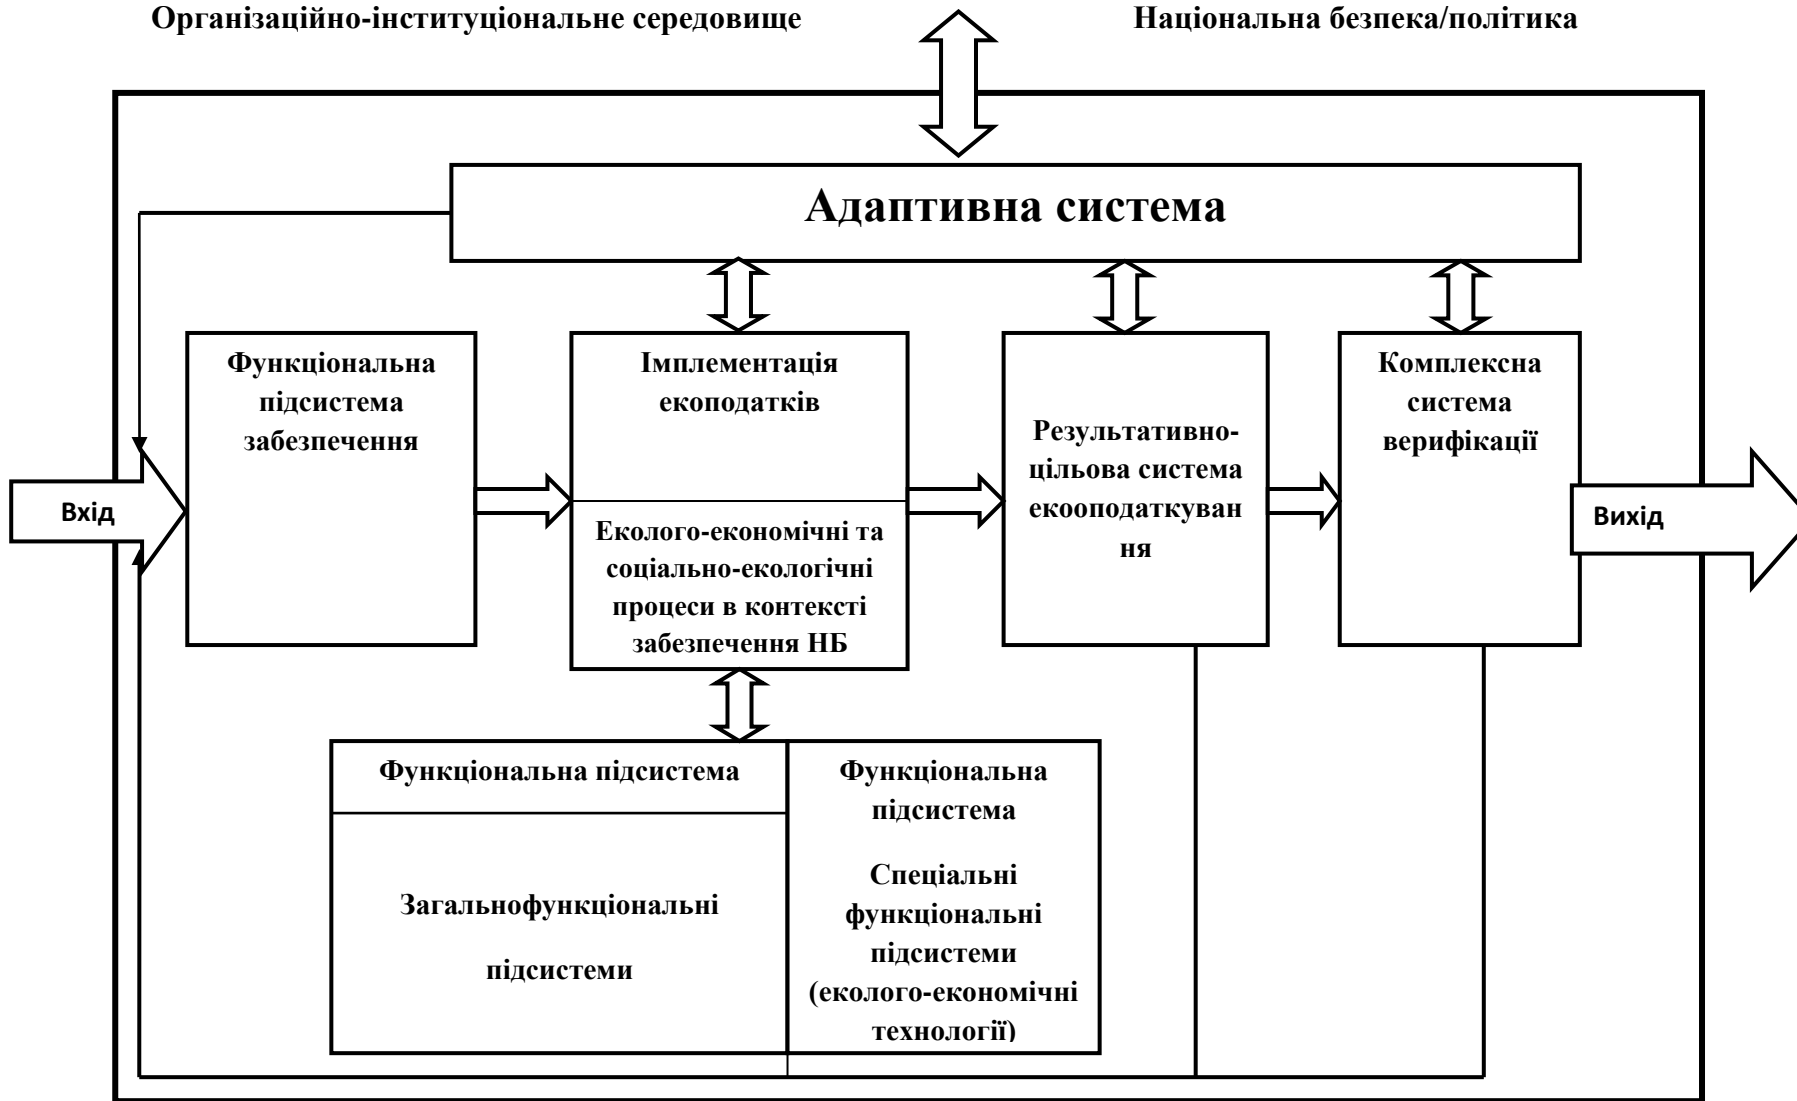 Організаційно-інституціональне середовище
Національна безпека/політика
Адаптивна система
Функціональна
підсистема
забезпечення
Імплементація
екоподатків
Еколого-економічні та
соціально-екологічні
процеси в контексті
забезпечення НБ
Результативно-
цільова система
екооподаткуван
ня
Комплексна
система
верифікації
Вхід
Вихід
Функціональна підсистема
Загальнофункціональні
підсистеми
Функціональна
підсистема
Спеціальні
функціональні
підсистеми
(еколого-економічні
технології)